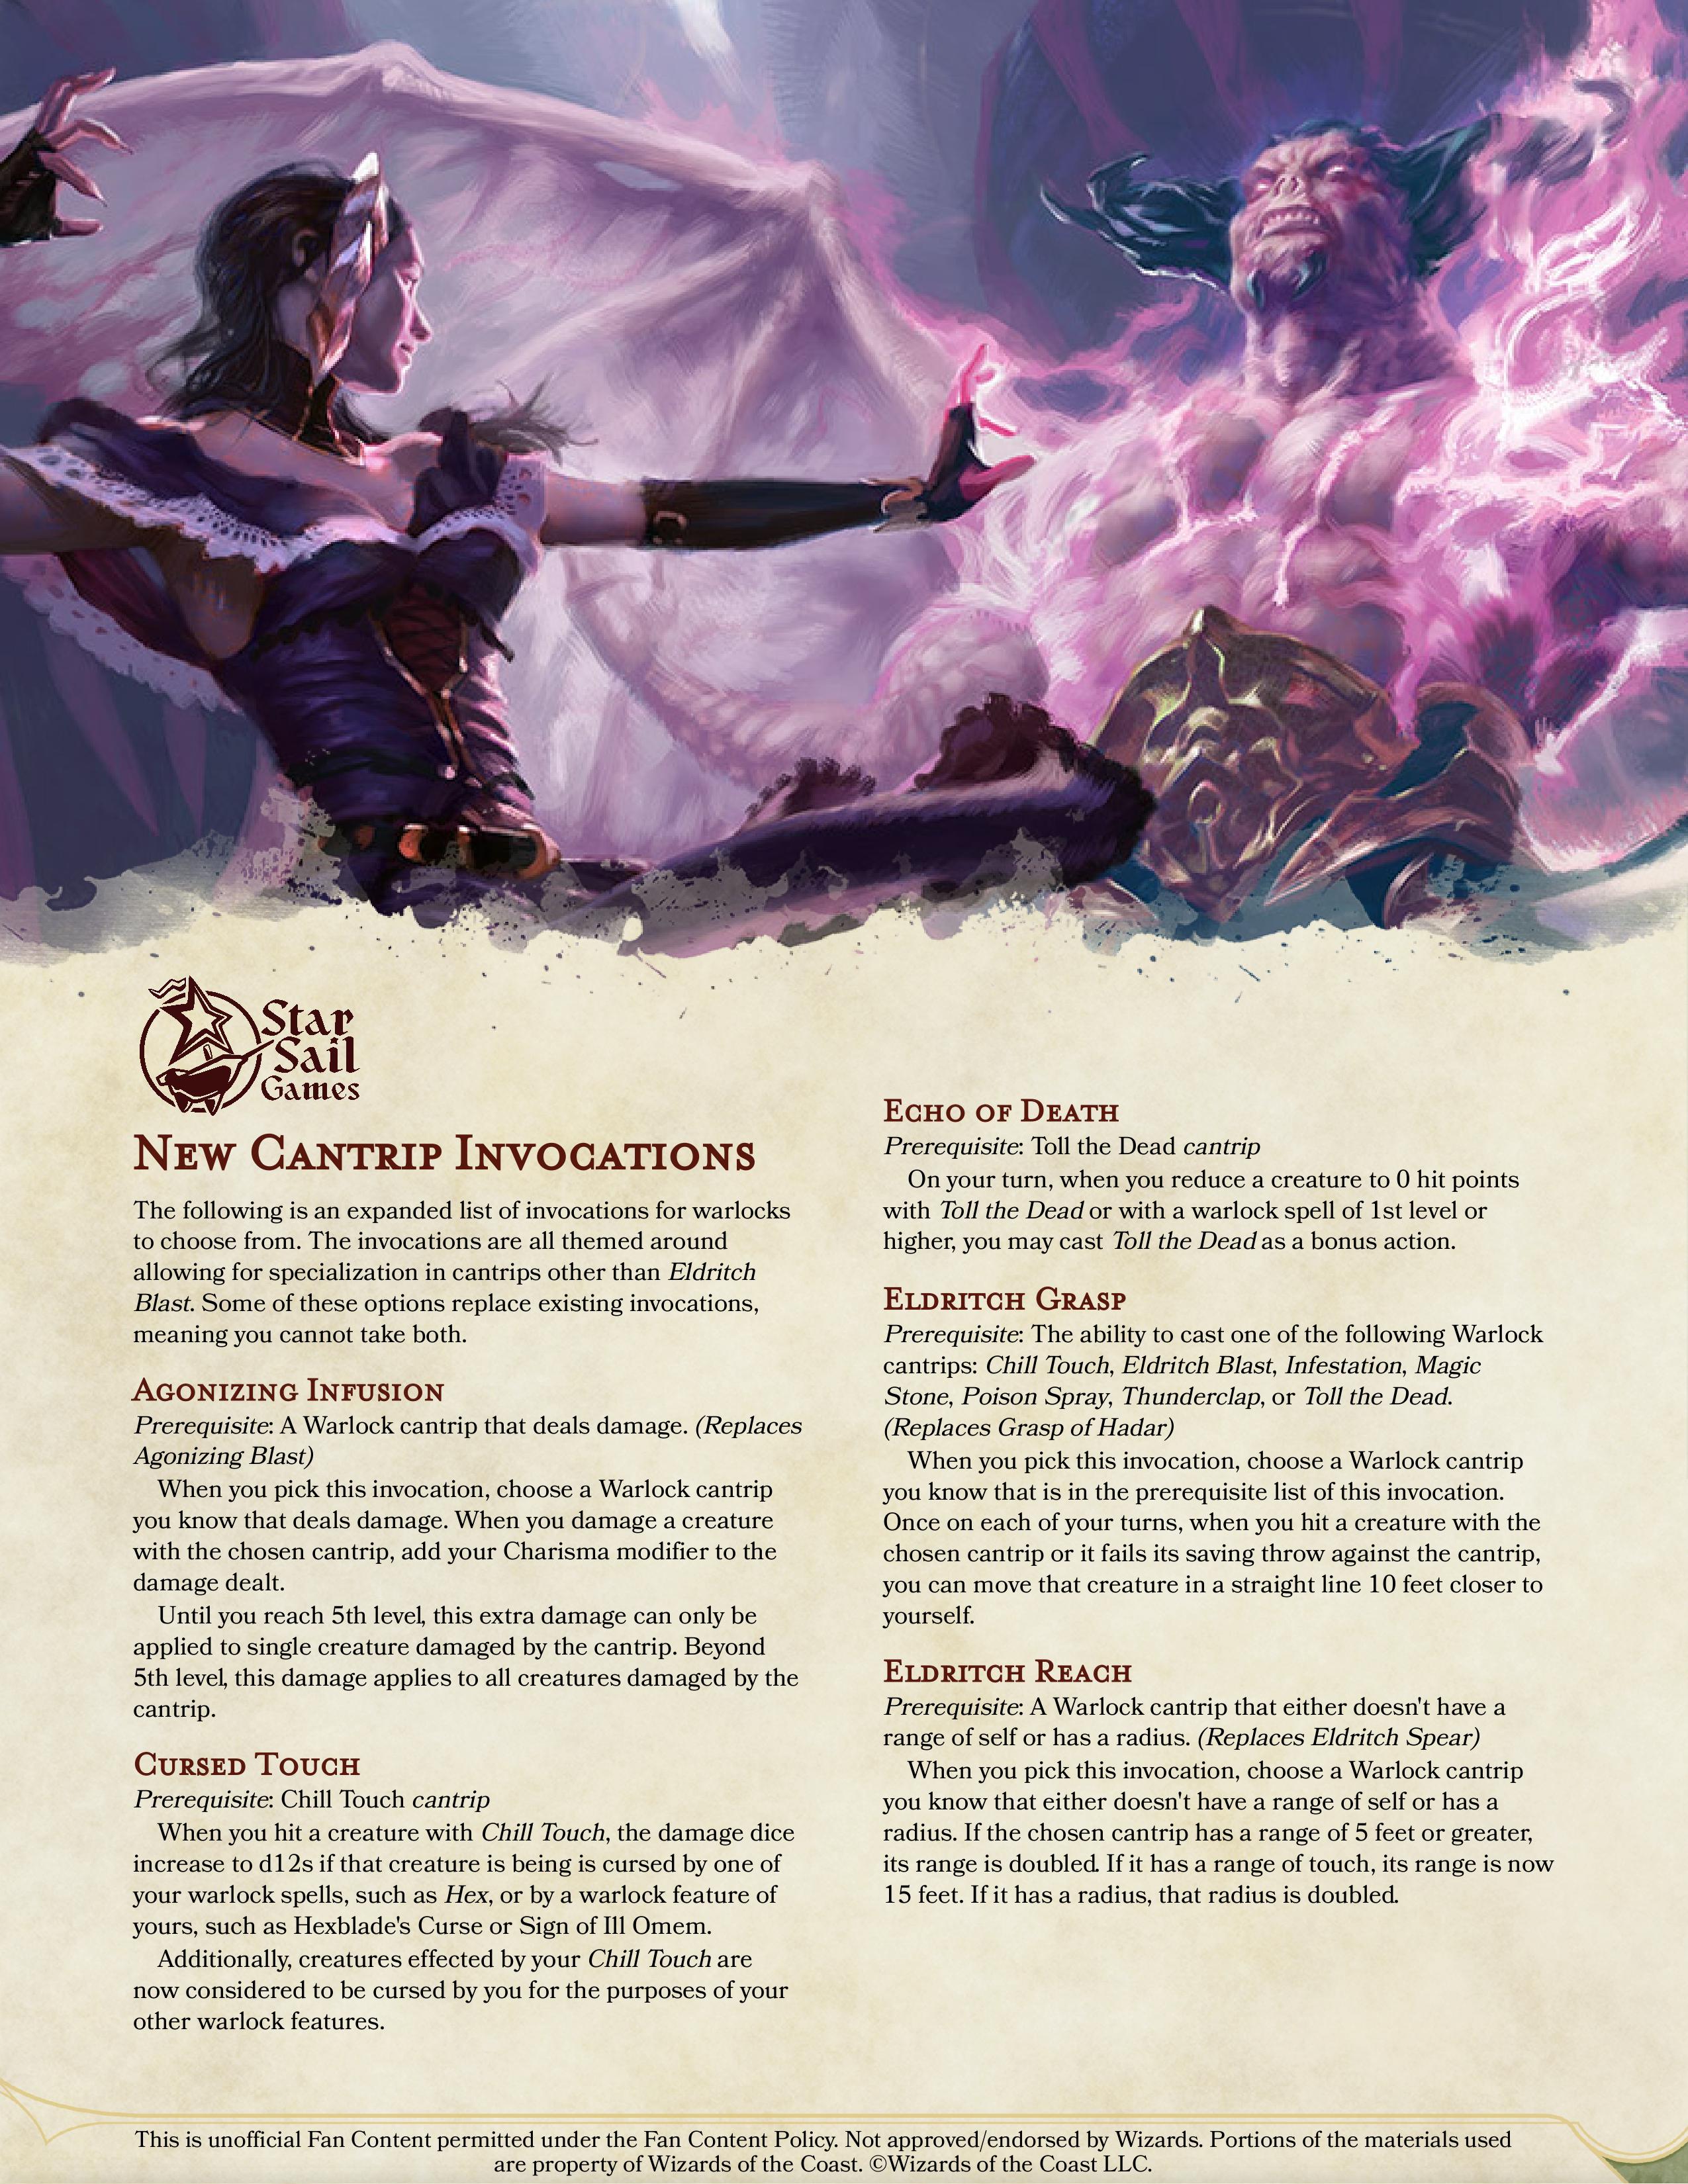 Star
Sail
Games
New Cantrip Invocations
The following is an expanded list of invocations for warlocks
to choose from. The invocations are all themed around
allowing for specialization in cantrips other than Eldritch
Blast. Some of these options replace existing invocations,
meaning you cannot take both.
Agonizing Infusion
Prerequisite: A Warlock cantrip that deals damage. (Replaces
Agonizing Blast)
When you pick this invocation, choose a Warlock cantrip
you know that deals damage. When you damage a creature
with the chosen cantrip, add your Charisma modifier to the
damage dealt.
Until you reach 5th level, this extra damage can only be
applied to single creature damaged by the cantrip. Beyond
5th level, this damage applies to all creatures damaged by the
cantrip.
Cursed Touch
Prerequisite: Chill Touch cantrip
When you hit a creature with Chill Touch, the damage dice
increase to d12s if that creature is being is cursed by one of
your warlock spells, such as Hex, or by a warlock feature of
yours, such as Hexblade's Curse or Sign of Ill Omem.
Additionally, creatures effected by your Chill Touch are
now considered to be cursed by you for the purposes of your
other warlock features.
Echo of Death
Prerequisite: Toll the Dead cantrip
On your turn, when you reduce a creature to 0 hit points
with Toll the Dead or with a warlock spell of 1st level or
higher, you may cast Toll the Dead as a bonus action.
Eldritch Grasp
Prerequisite: The ability to cast one of the following Warlock
cantrips: Chill Touch, Eldritch Blast, Infestation, Magic
Stone, Poison Spray, Thunderclap, or Toll the Dead.
(Replaces Grasp of Hadar)
When you pick this invocation, choose a Warlock cantrip
you know that is in the prerequisite list of this invocation.
Once on each of your turns, when you hit a creature with the
chosen cantrip or it fails its saving throw against the cantrip,
you can move that creature in a straight line 10 feet closer to
yourself.
Eldritch Reach
Prerequisite: A Warlock cantrip that either doesn't have a
range of self or has a radius. (Replaces Eldritch Spear)
When you pick this invocation, choose a Warlock cantrip
you know that either doesn't have a range of self or has a
radius. If the chosen cantrip has a range of 5 feet or greater,
its range is doubled. If it has a range of touch, its range is now
15 feet. If it has a radius, that radius is doubled.
This is unofficial Fan Content permitted under the Fan Content Policy. Not approved/endorsed by Wizards. Portions of the materials used
are property of Wizards of the Coast. ©Wizards of the Coast LLC.